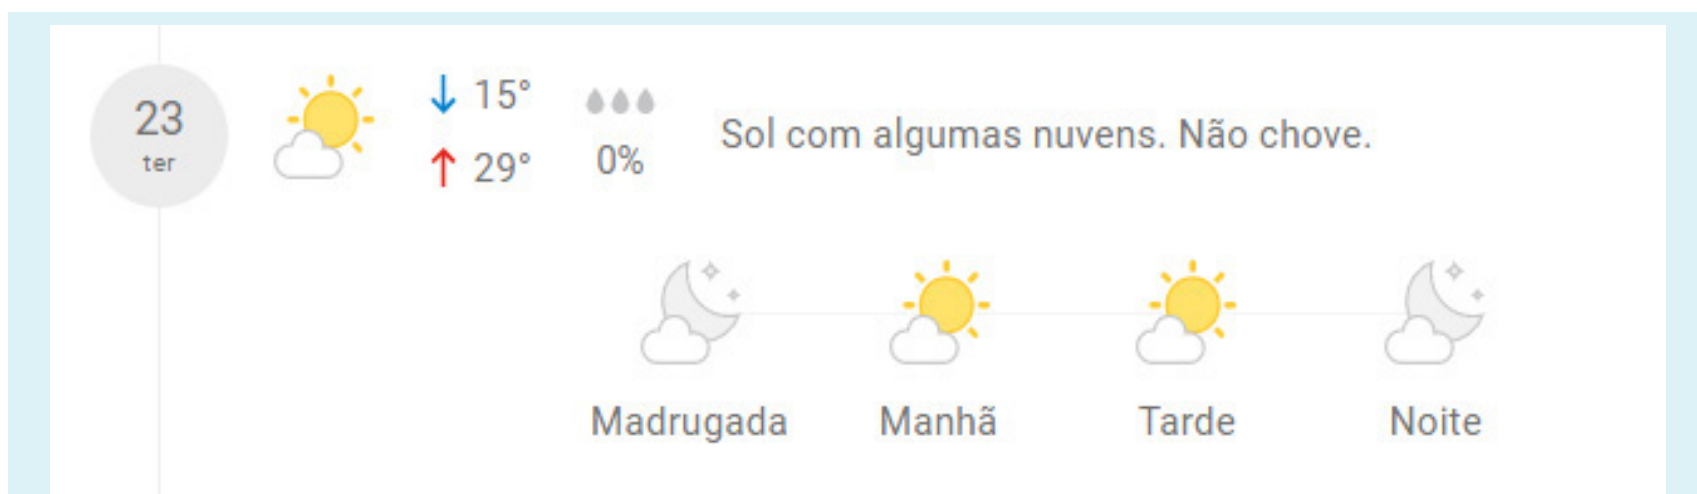 23
ter
15°
29°
0%
Sol com algumas nuvens. Não chove.
Madrugada
Manhã
Tarde
Noite